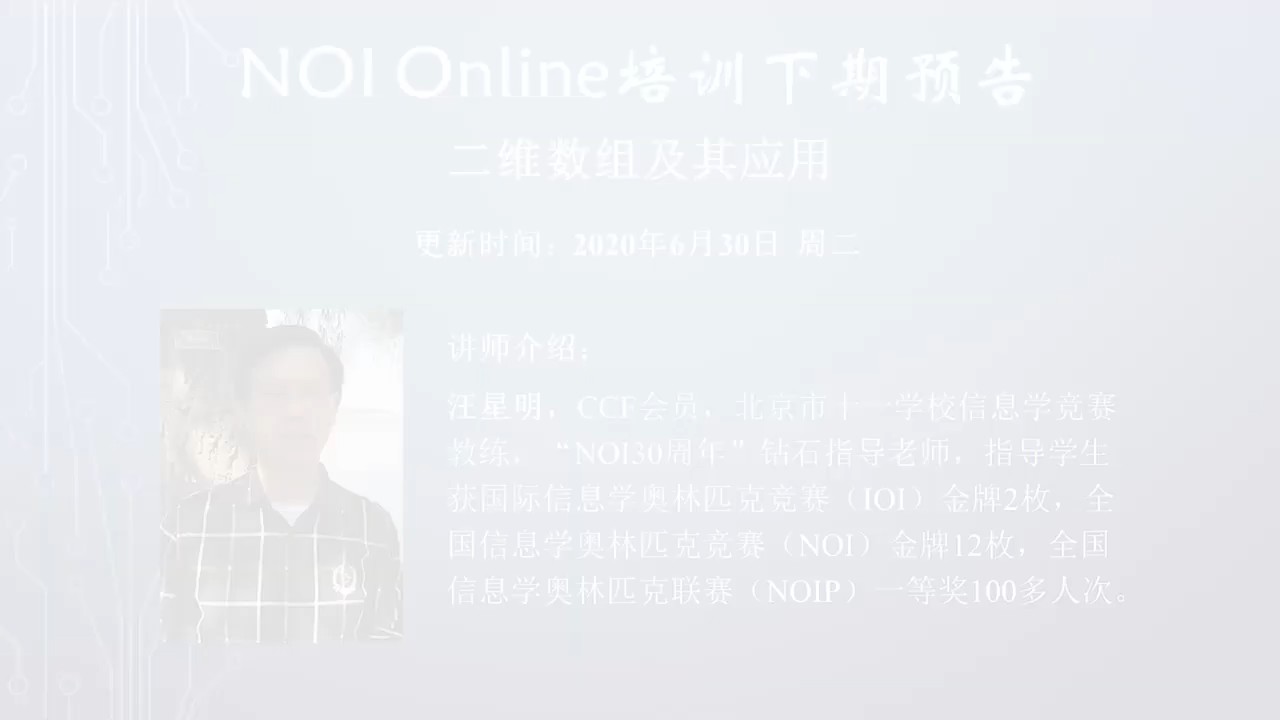 NOI Online培训下期预告
二维数组及其应用
更新时间：2020年6月30日 周二
讲师介绍：
汪星明，CCF会员，北京市十一学校信息学竞赛
教练，“NOI30周年”钻石指导老师，指导学生
获国际信息学奥林匹克竞赛（IOI）金牌2枚，全
国信息学奥林匹克竞赛（NOI）金牌12枚，全国
信息学奥林匹克联赛（NOIP）一等奖100多人次。